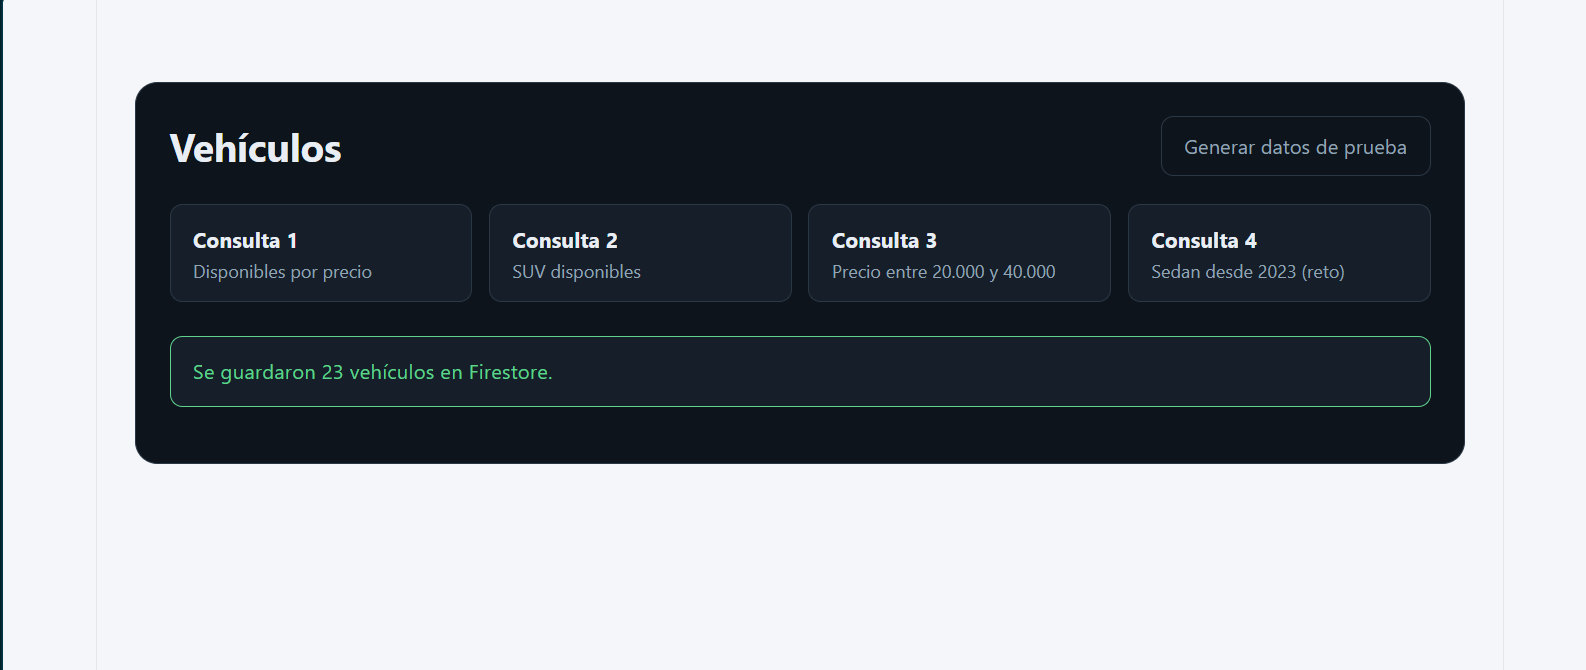 Vehículos
Generar datos de prueba
Consulta 1
Disponibles por precio
Consulta 2
SUV disponibles
Consulta 3
Precio entre 20.000 y 40.000
Consulta 4
Sedan desde 2023 (reto)
Se guardaron 23 vehículos en Firestore.